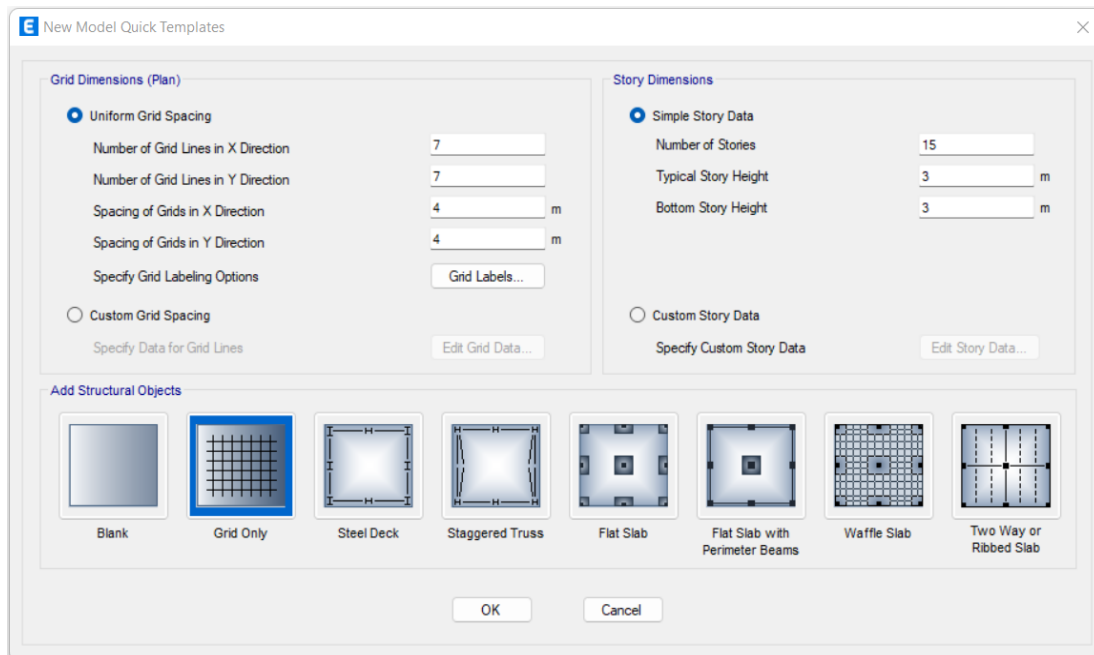 E New Model Quick Templates
Grid Dimensions (Plan)
Uniform Grid Spacing
Number of Grid Lines in X Direction 7
Number of Grid Lines in Y Direction 7
Spacing of Grids in X Direction 4 m
Spacing of Grids in Y Direction 4 m
Specify Grid Labeling Options Grid Labels...
Custom Grid Spacing
Specify Data for Grid Lines Edit Grid Data...
Story Dimensions
Simple Story Data
Number of Stories 15
Typical Story Height 3 m
Bottom Story Height 3 m
Custom Story Data
Specify Custom Story Data Edit Story Data...
Add Structural Objects
Blank
Grid Only
Steel Deck
Staggered Truss
Flat Slab
Flat Slab with
Perimeter Beams
Waffle Slab
Two Way or
Ribbed Slab
OK Cancel